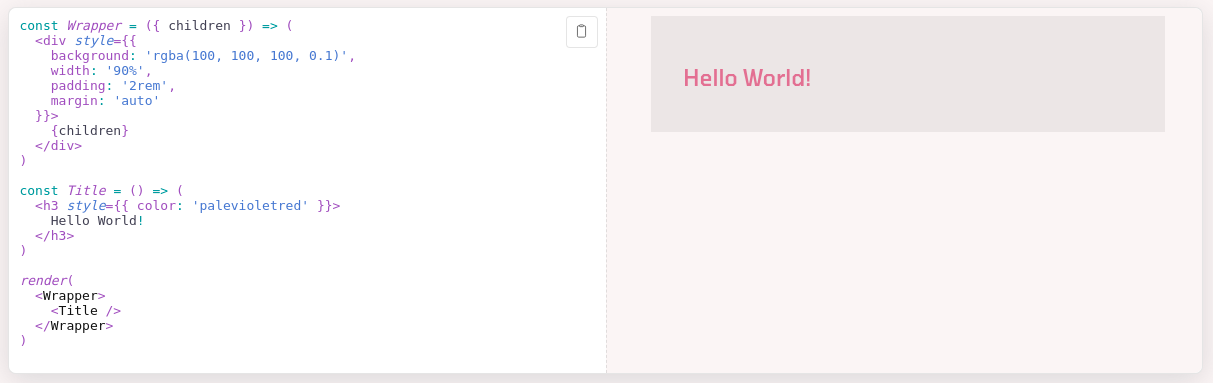 const Wrapper = ({ children }) => (
  <div style={{
    background: 'rgba(100, 100, 100, 0.1)',
    width: '90%',
    padding: '2rem',
    margin: 'auto'
  }}>
    {children}
  </div>
)

const Title = () => (
  <h3 style={{ color: 'palevioletred' }}>
    Hello World!
  </h3>
)

render(
  <Wrapper>
    <Title />
  </Wrapper>
)
Hello World!